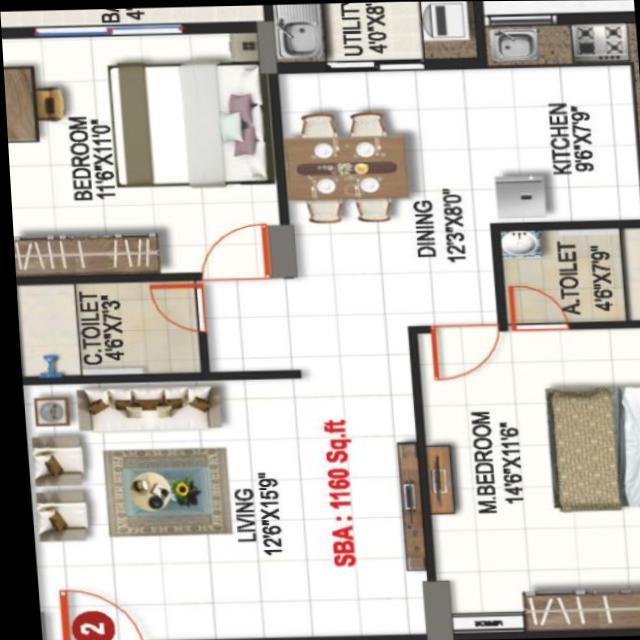 UTILITY
4'0"X8'
BEDROOM
11'6"X11'0"
KITCHEN
9'6"X7'9"
DINING
12'3"X8'0"
A.TOILET
4'6"X7'9"
C.TOILET
4'6"X7'3"
M.BEDROOM
14'6"X11'6"
LIVING
12'6"X15'9"
SBA : 1160 Sq.ft
2